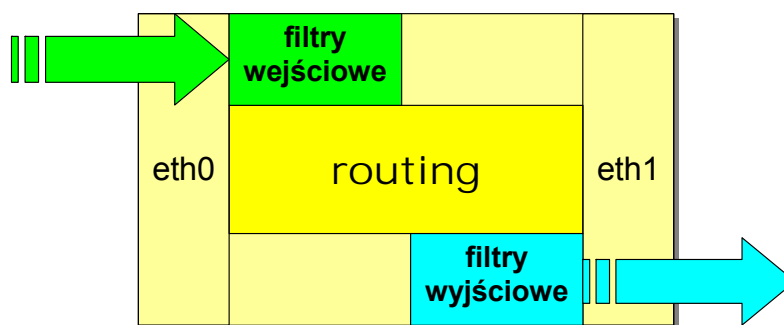 filtry
wejściowe
eth0
routing
eth1
filtry
wyjściowe